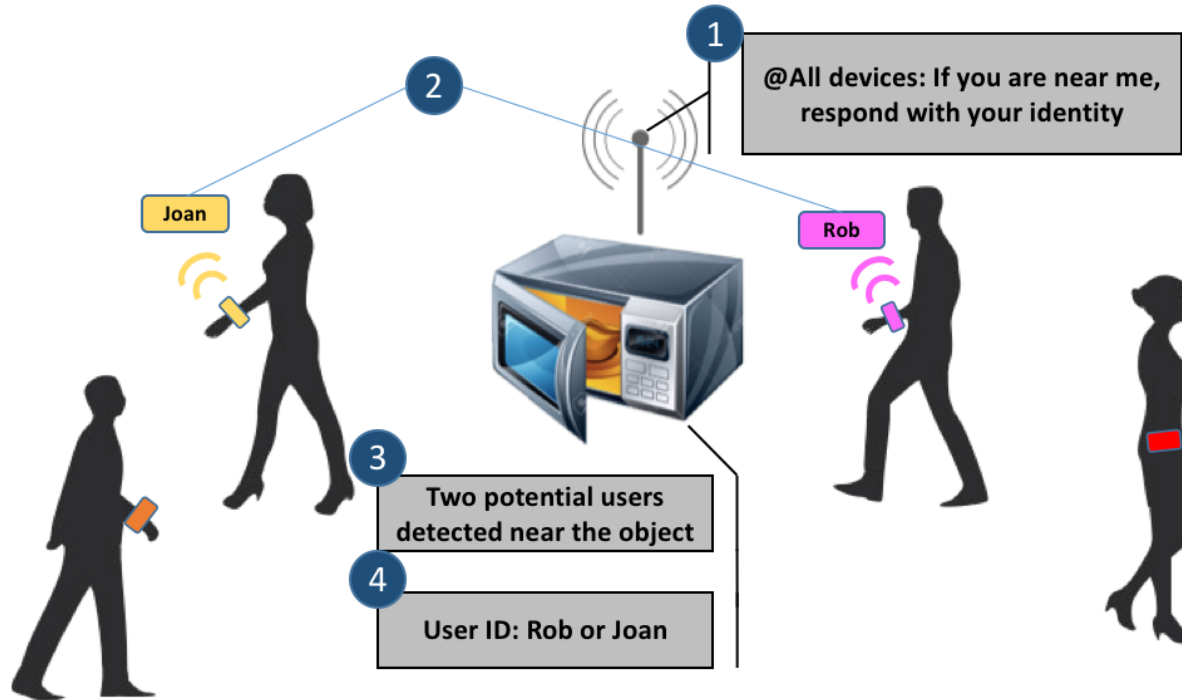 1
@All devices: If you are near me,
respond with your identity
2
Joan
Rob
3
Two potential users
detected near the object
4
User ID: Rob or Joan